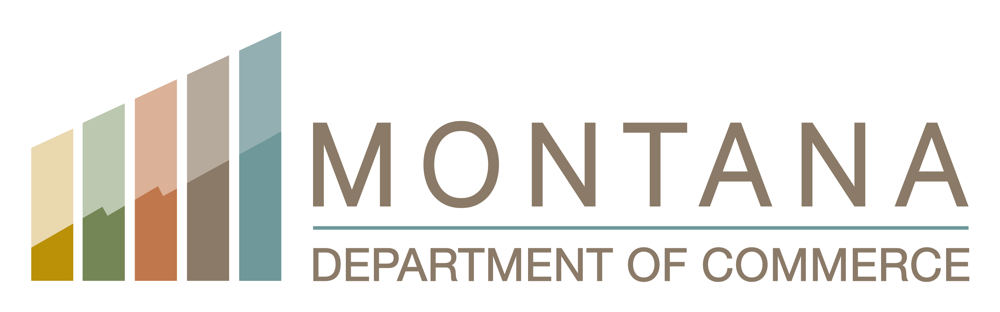 MONTANA
DEPARTMENT OF COMMERCE